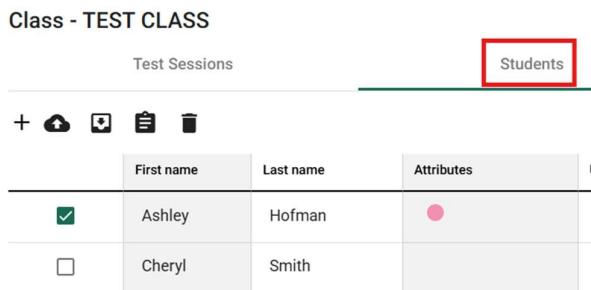 Class - TEST CLASS
Test Sessions Students
First name Last name Attributes
Ashley Hofman
Cheryl Smith